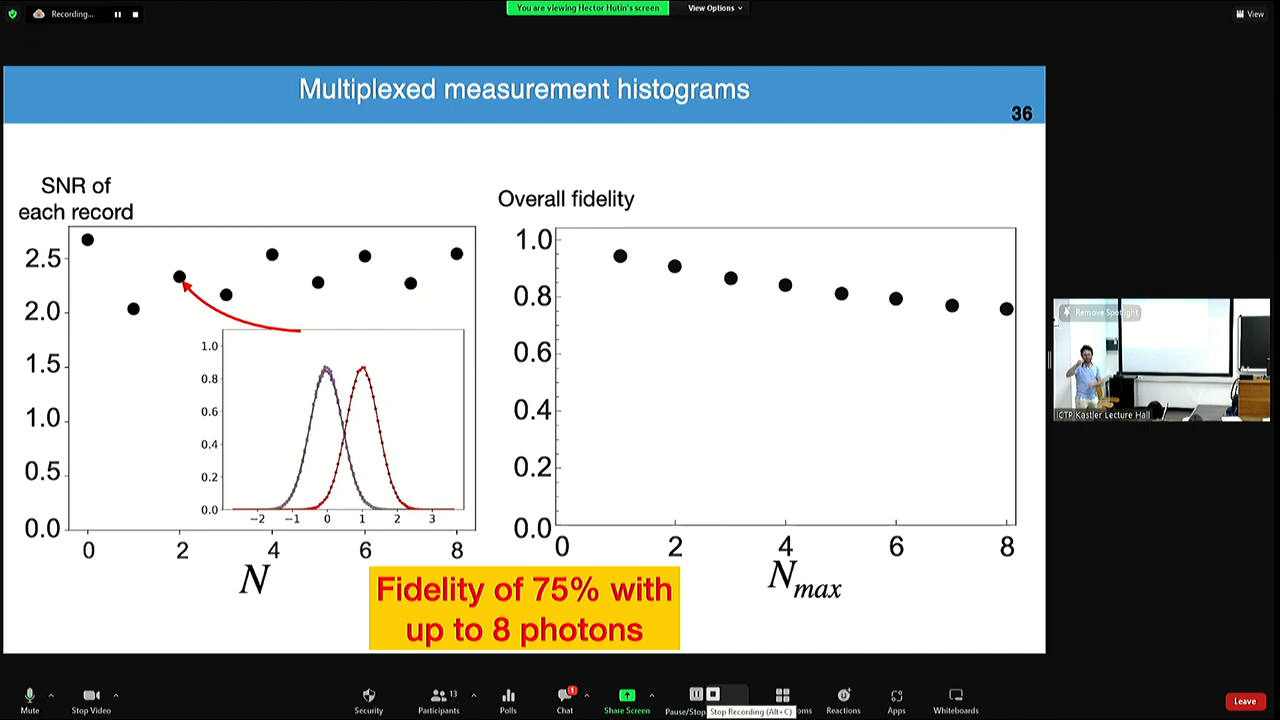 Recording...
You are viewing Hector Hutin's screen
View Options
View
Multiplexed measurement histograms
36
SNR of
each record
2.5
2.0
1.5
1.0
0.5
0.0
0 2 4 6 8
N
1.0
0.8
0.6
0.4
0.2
0.0
−2 −1 0 1 2 3
Overall fidelity
1.0
0.8
0.6
0.4
0.2
0.0
0 2 4 6 8
Nmax
Fidelity of 75% with
up to 8 photons
Remove Spotlight
ICTP Kastler Lecture Hall
Mute
Stop Video
Security
13
Participants
Polls
1
Chat
Share Screen
Pause/Stop
Stop Recording (Alt+C)
oms
Reactions
Apps
Whiteboards
Leave